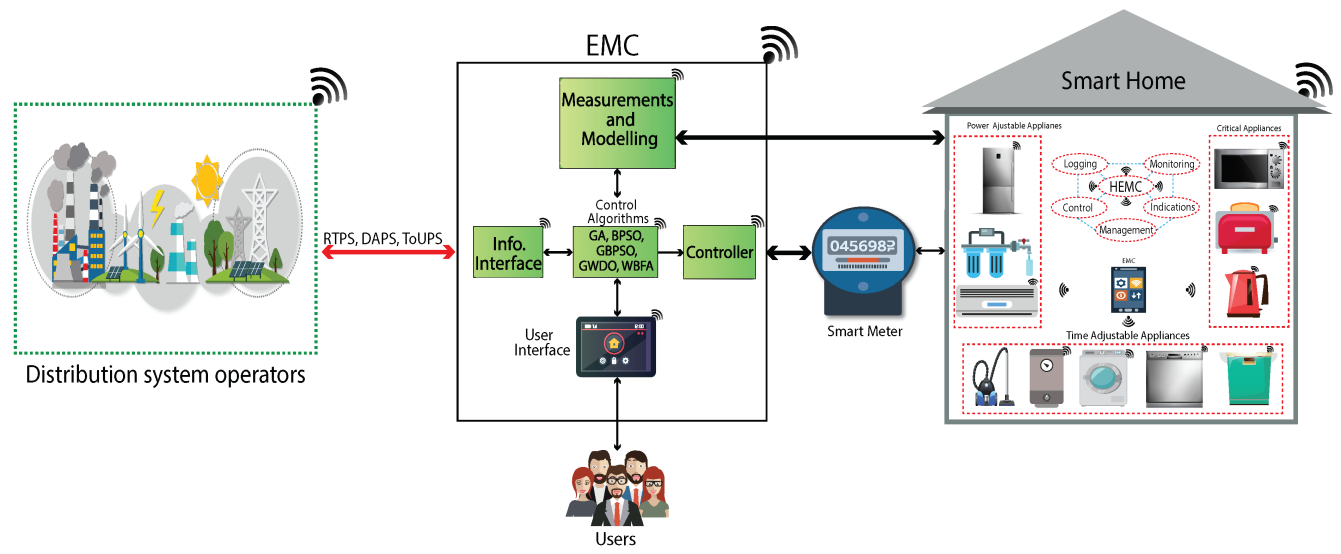 EMC
Smart Home
Measurements
and
Modelling
Power Ajustable Applianes
Critical Appliances
Logging
Monitoring
HEMC
Control
Indications
Management
Control
Algorithms
RTPS, DAPS, ToUPS
Info.
Interface
GA, BPSO,
GBPSO,
GWDO, WBFA
Controller
EMC
User
Interface
Smart Meter
Time Adjustable Appliances
Distribution system operators
Users